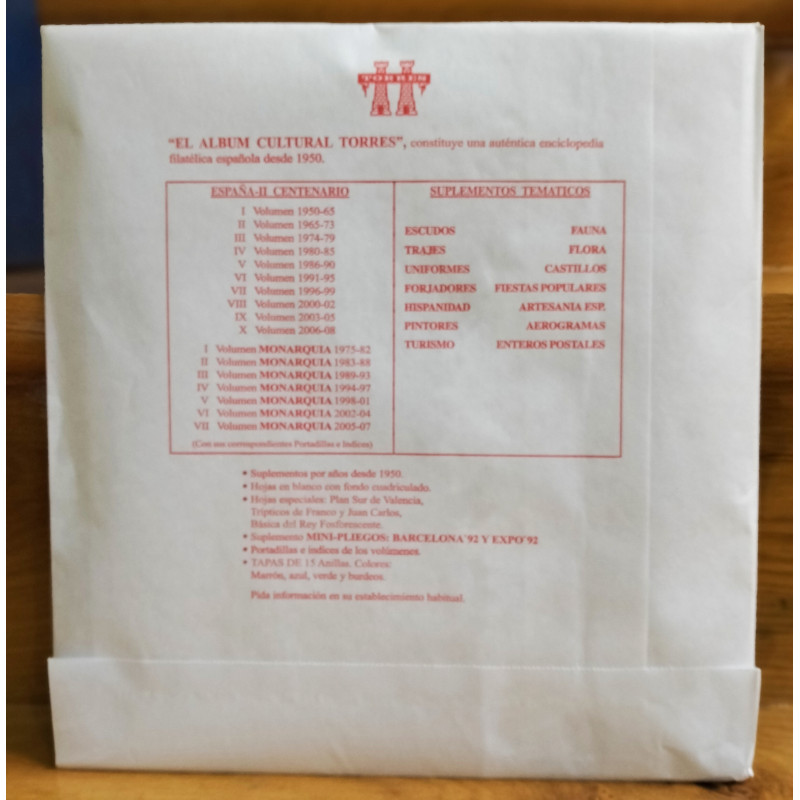 TORRES
"EL ALBUM CULTURAL TORRES", constituye una auténtica enciclopedia
filatélica española desde 1950.
ESPAÑA-II CENTENARIO
I Volumen 1950-65
II Volumen 1965-73
III Volumen 1974-79
IV Volumen 1980-85
V Volumen 1986-90
VI Volumen 1991-95
VII Volumen 1996-99
VIII Volumen 2000-02
IX Volumen 2003-05
X Volumen 2006-08
I Volumen MONARQUIA 1975-82
II Volumen MONARQUIA 1983-88
III Volumen MONARQUIA 1989-93
IV Volumen MONARQUIA 1994-97
V Volumen MONARQUIA 1998-01
VI Volumen MONARQUIA 2002-04
VII Volumen MONARQUIA 2005-07
(Con sus correspondientes Portadillas e Indices)
SUPLEMENTOS TEMATICOS
ESCUDOS FAUNA
TRAJES FLORA
UNIFORMES CASTILLOS
FORJADORES FIESTAS POPULARES
HISPANIDAD ARTESANIA ESP.
PINTORES AEROGRAMAS
TURISMO ENTEROS POSTALES
• Suplementos por años desde 1950.
• Hojas en blanco con fondo cuadriculado.
• Hojas especiales: Plan Sur de Valencia,
Trípticos de Franco y Juan Carlos,
Básica del Rey Fosforescente.
• Suplemento MINI-PLIEGOS: BARCELONA'92 Y EXPO'92
• Portadillas e indices de los volúmenes.
• TAPAS DE 15 Anillas. Colores:
Marrón, azul, verde y burdeos.
Pida información en su establecimiento habitual.